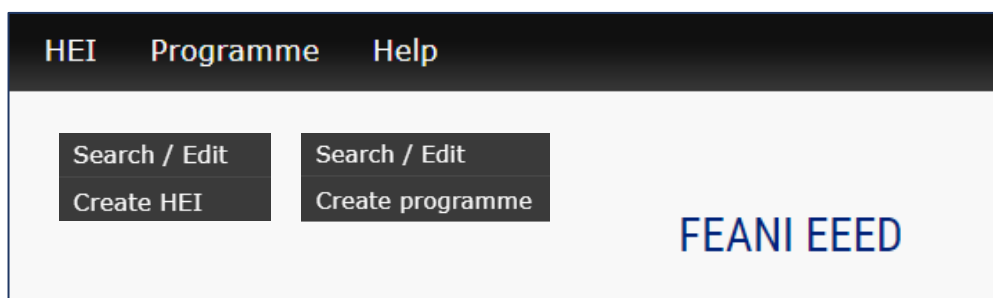 HEI Programme Help
Search / Edit Search / Edit
Create HEI Create programme
FEANI EEED